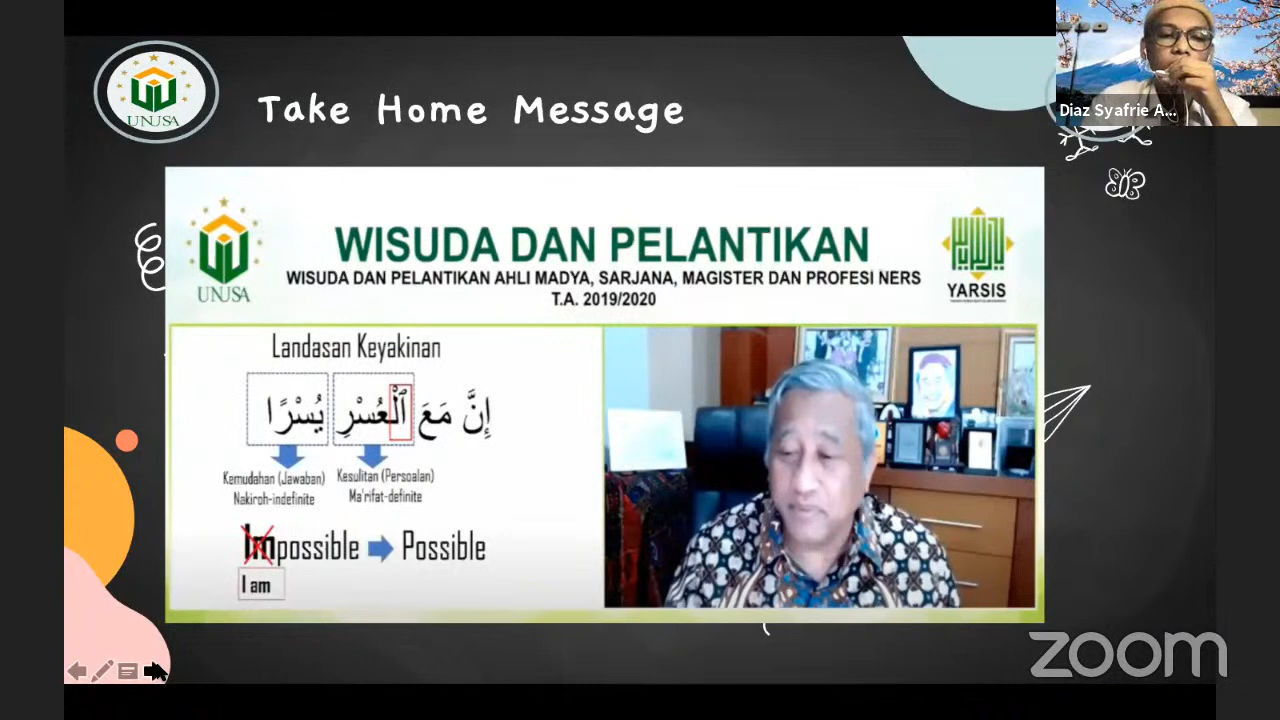 UNUSA
Take Home Message
Diaz Syafrie A...
UNUSA
WISUDA DAN PELANTIKAN
WISUDA DAN PELANTIKAN AHLI MADYA, SARJANA, MAGISTER DAN PROFESI NERS
T.A. 2019/2020
YARSIS
Landasan Keyakinan
إِنَّ مَعَ ٱلْعُسْرِ يُسْرًا
Kemudahan (Jawaban)
Nakiroh-indefinite
Kesulitan (Persoalan)
Ma'rifat-definite
Impossible Possible
I am
zoom